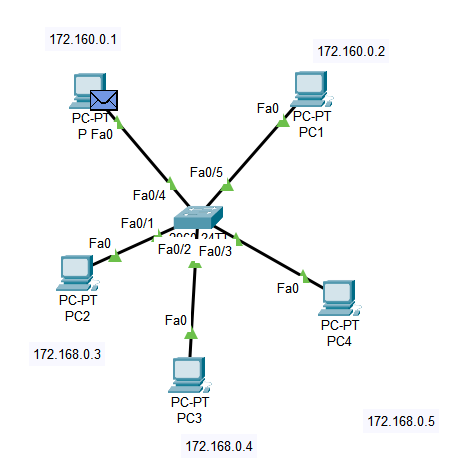 172.160.0.1
172.160.0.2
PC-PT
P
Fa0
Fa0
PC-PT
PC1
Fa0/5
Fa0/4
Fa0/1
Fa0/2
Fa0/3
Fa0
PC-PT
PC2
Fa0
PC-PT
PC4
Fa0
172.168.0.3
PC-PT
PC3
172.168.0.5
172.168.0.4